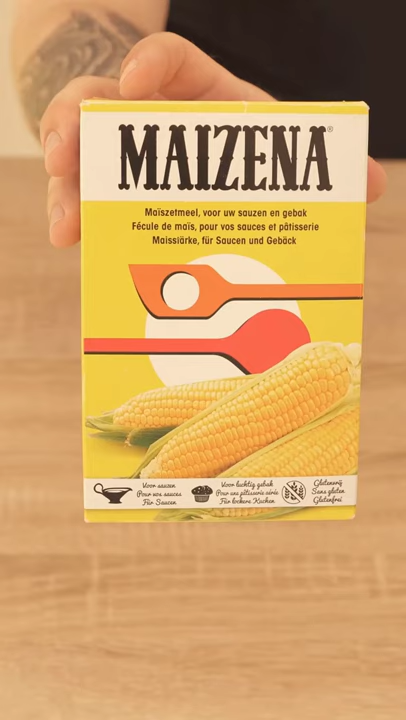 MAIZENA®
Maïszetmeel, voor uw sauzen en gebak
Fécule de maïs, pour vos sauces et pâtisserie
Maisstärke, für Saucen und Gebäck
Voor sauzen
Pour vos sauces
Für Saucen
Voor luchtig gebak
Pour une pâtisserie aérée
Für lockere Kuchen
Glutenvrij
Sans gluten
Glutenfrei